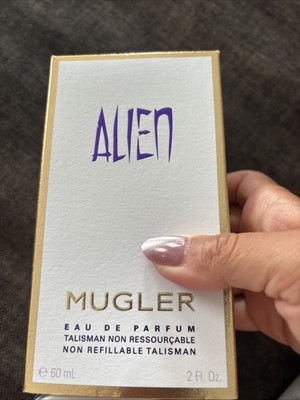 ALIEN
MUGLER
EAU DE PARFUM
TALISMAN NON RESSOURÇABLE
NON REFILLABLE TALISMAN
℮ 60 mL 2 Fl. Oz.